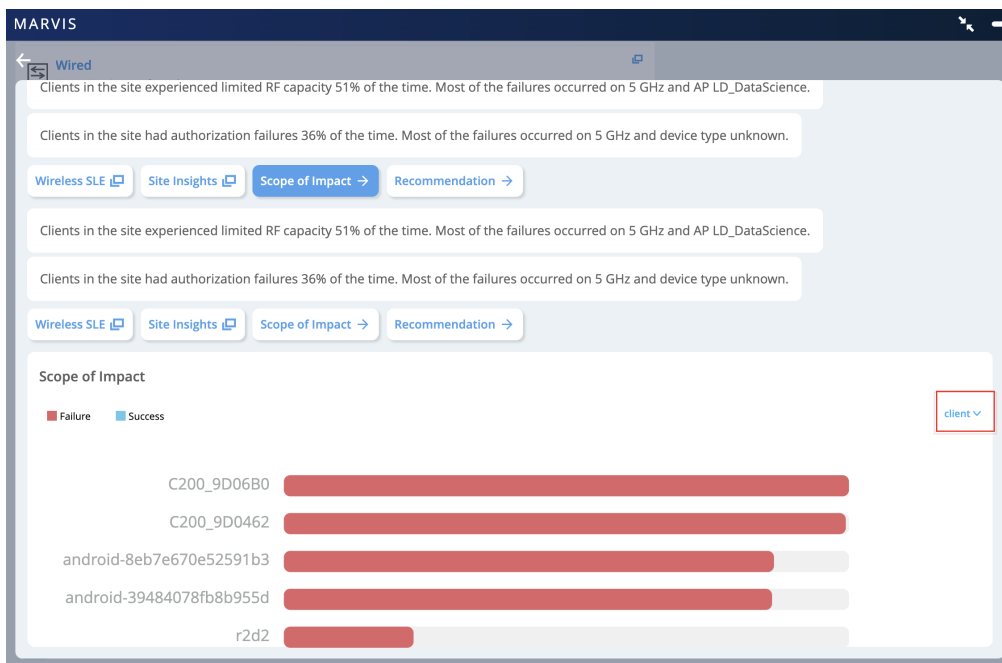 MARVIS
Wired
Clients in the site experienced limited RF capacity 51% of the time. Most of the failures occurred on 5 GHz and AP LD_DataScience.
Clients in the site had authorization failures 36% of the time. Most of the failures occurred on 5 GHz and device type unknown.
Wireless SLE Site Insights Scope of Impact → Recommendation →
Clients in the site experienced limited RF capacity 51% of the time. Most of the failures occurred on 5 GHz and AP LD_DataScience.
Clients in the site had authorization failures 36% of the time. Most of the failures occurred on 5 GHz and device type unknown.
Wireless SLE Site Insights Scope of Impact → Recommendation →
Scope of Impact
Failure Success
client
C200_9D06B0
C200_9D0462
android-8eb7e670e52591b3
android-39484078fb8b955d
r2d2